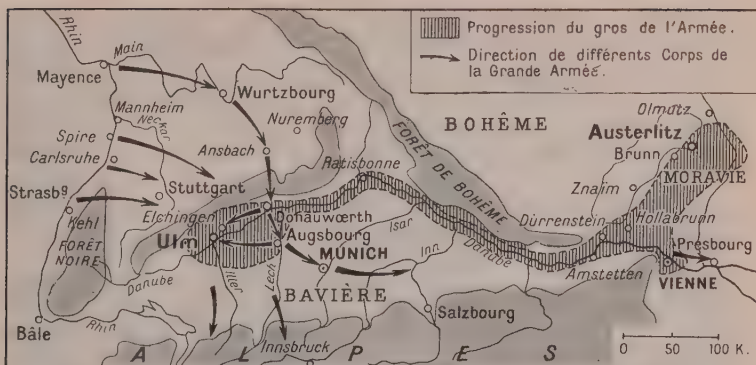 Progression du gros de l'Armée.
Direction de différents Corps de
la Grande Armée.
Rhin
Main
Mayence
Wurtzbourg
Mannheim
Neckar
Nuremberg
BOHÊME
Olmutz
Spire
Ansbach
FORÊT DE BOHÊME
Austerlitz
Carlsruhe
Ratisbonne
Brunn
MORAVIE
Stuttgart
Znaïm
Strasbg
Elchingen
Donauwœrth
Dürrenstein
Hollabrunn
Kehl
Augsbourg
Isar
FORÊT
NOIRE
Ulm
MUNICH
Inn
Danube
Presbourg
Danube
Iller
Lech
Amstetten
VIENNE
BAVIÈRE
Bâle
Rhin
Salzbourg
Innsbruck
A L P E S
0 50 100 K.